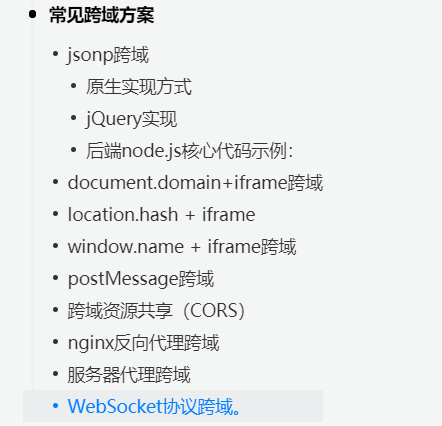 常见跨域方案
jsonp跨域
原生实现方式
jQuery实现
后端node.js核心代码示例：
document.domain+iframe跨域
location.hash + iframe
window.name + iframe跨域
postMessage跨域
跨域资源共享（CORS）
nginx反向代理跨域
服务器代理跨域
WebSocket协议跨域。